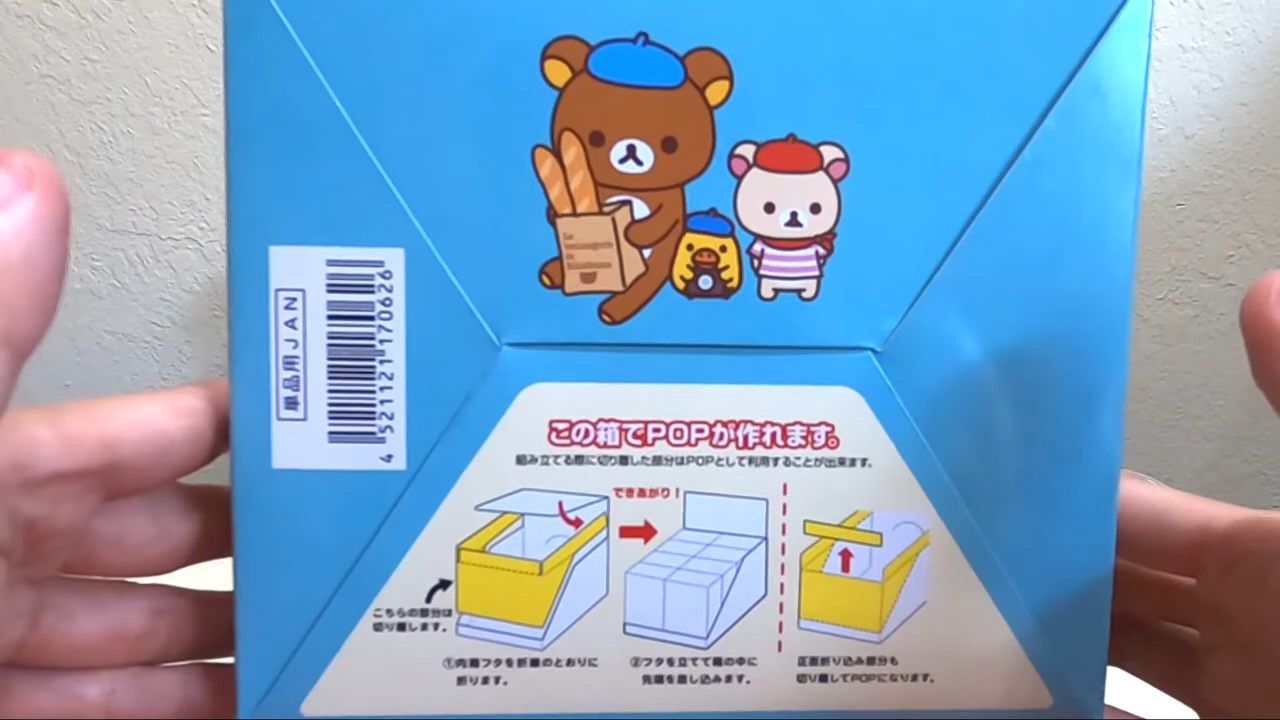 単品用JAN
4 521121 170626
この箱でPOPが作れます。
組み立てる際に切り離した部分はPOPとして利用することが出来ます。
できあがり！
こちらの部分は
切り離します。
①内箱フタを折線のとおりに
折ります。
②フタを立てて箱の中に
先端を差し込みます。
正面折り込み部分も
切り離してPOPになります。